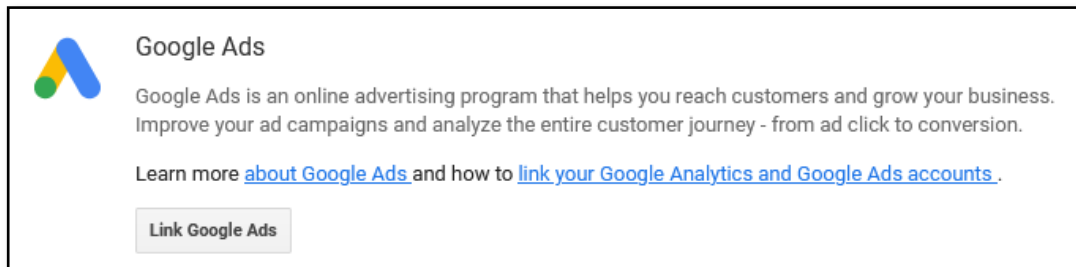 Google Ads
Google Ads is an online advertising program that helps you reach customers and grow your business.
Improve your ad campaigns and analyze the entire customer journey - from ad click to conversion.
Learn more about Google Ads and how to link your Google Analytics and Google Ads accounts .
Link Google Ads